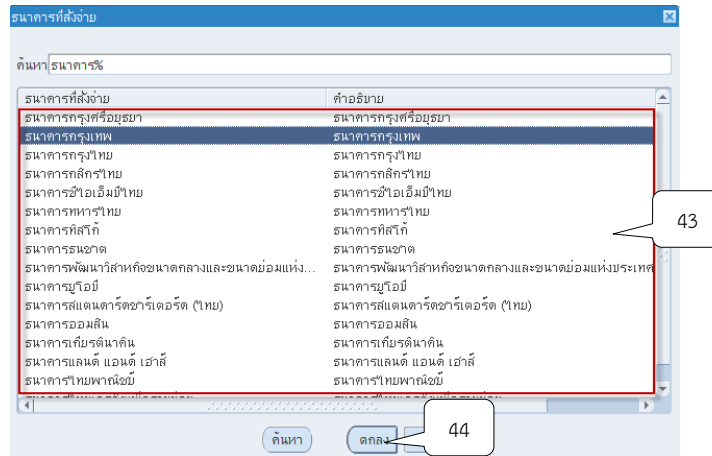 ธนาคารที่สั่งจ่าย
ค้นหา ธนาคาร%
ธนาคารที่สั่งจ่าย คำอธิบาย
ธนาคารกรุงศรีอยุธยา ธนาคารกรุงศรีอยุธยา
ธนาคารกรุงเทพ ธนาคารกรุงเทพ
ธนาคารกรุงไทย ธนาคารกรุงไทย
ธนาคารกสิกรไทย ธนาคารกสิกรไทย
ธนาคารซีไอเอ็มบีไทย ธนาคารซีไอเอ็มบีไทย
ธนาคารทหารไทย ธนาคารทหารไทย
ธนาคารทิสโก้ ธนาคารทิสโก้
43
ธนาคารธนชาต ธนาคารธนชาต
ธนาคารพัฒนาวิสาหกิจขนาดกลางและขนาดย่อมแห่ง... ธนาคารพัฒนาวิสาหกิจขนาดกลางและขนาดย่อมแห่งประเทศ
ธนาคารยูโอบี ธนาคารยูโอบี
ธนาคารสแตนดาร์ดชาร์เตอร์ด (ไทย) ธนาคารสแตนดาร์ดชาร์เตอร์ด (ไทย)
ธนาคารออมสิน ธนาคารออมสิน
ธนาคารเกียรตินาคิน ธนาคารเกียรตินาคิน
ธนาคารแลนด์ แอนด์ เฮ้าส์ ธนาคารแลนด์ แอนด์ เฮ้าส์
ธนาคารไทยพาณิชย์ ธนาคารไทยพาณิชย์
ค้นหา ตกลง 44